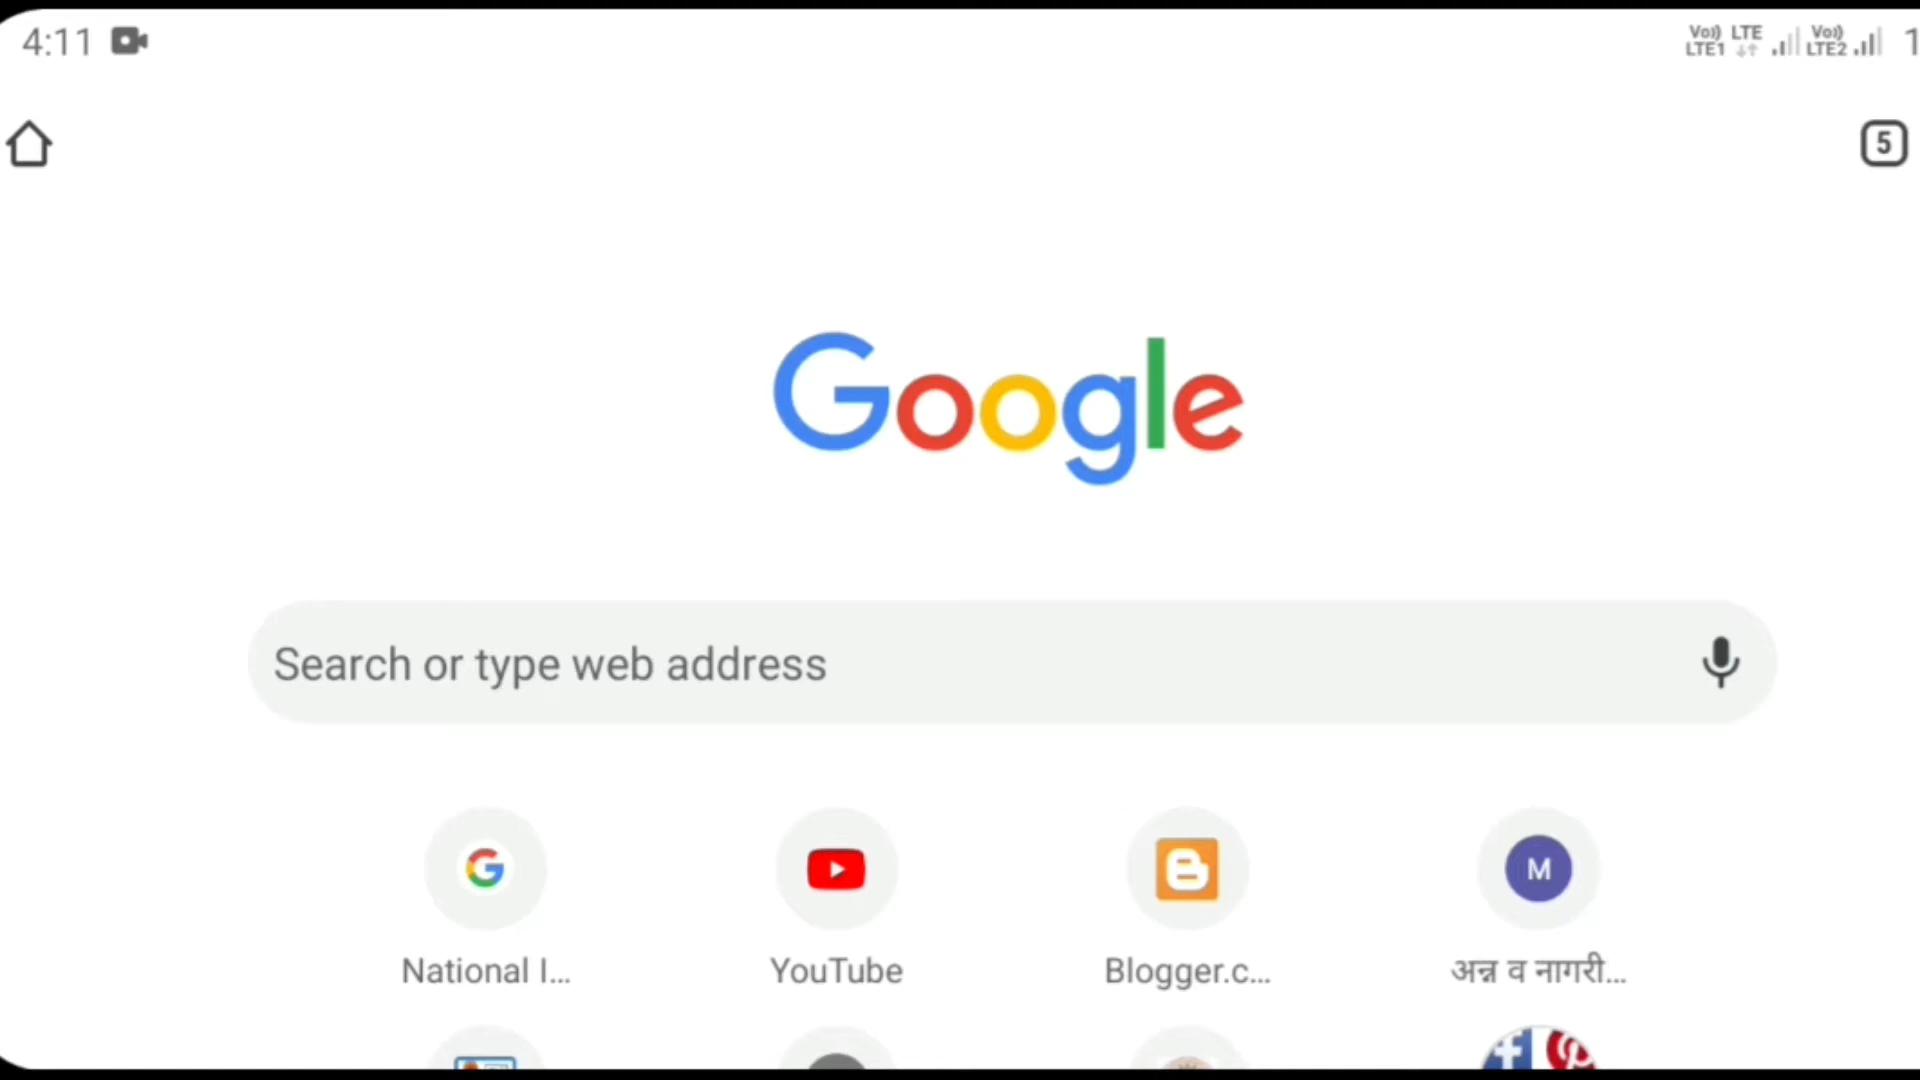 4:11
Vo)) LTE
LTE1
Vo))
LTE2
1
5
Google
Search or type web address
National I...
YouTube
Blogger.c...
M
अन्न व नागरी...